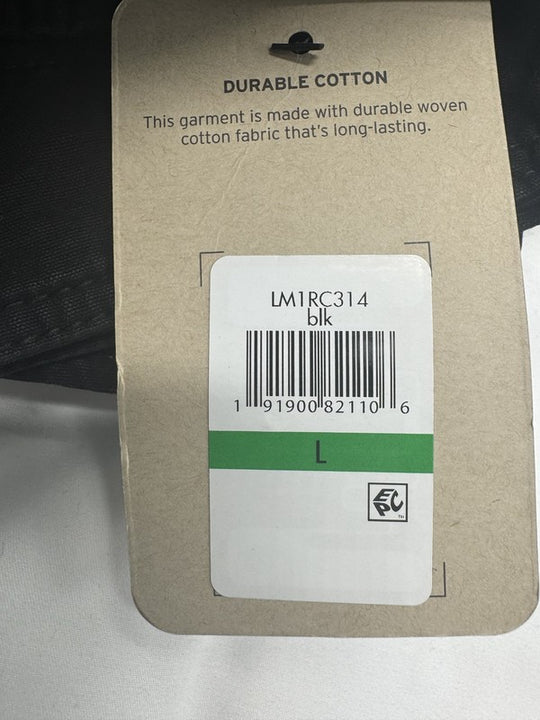 DURABLE COTTON
This garment is made with durable woven
cotton fabric that's long-lasting.
LM1RC314
blk
1 91900 82110 6
L
EPC
TM